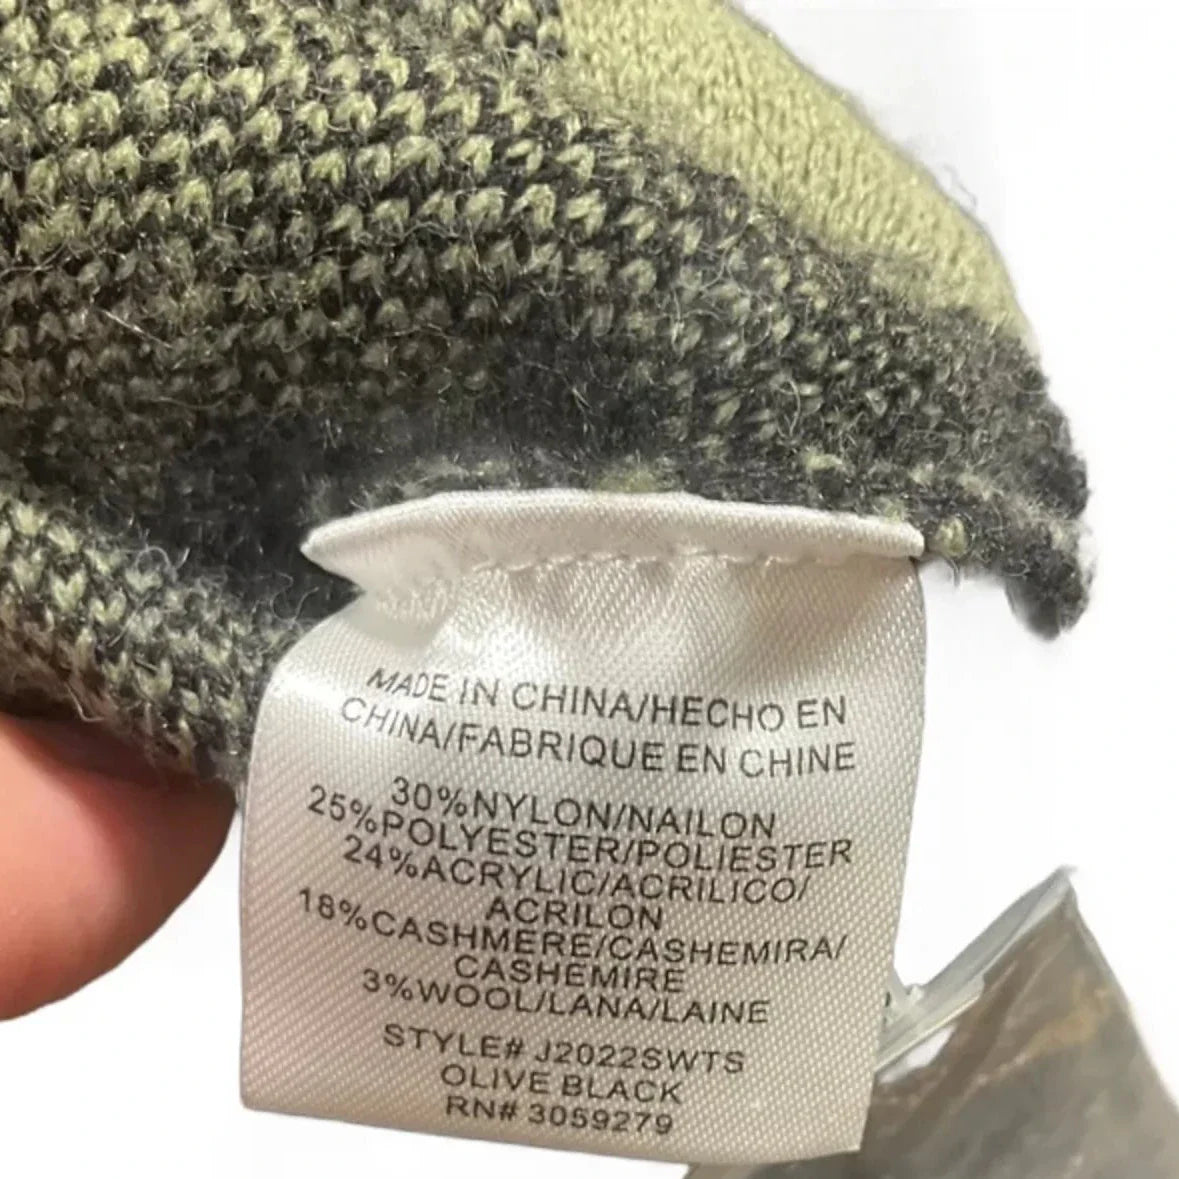 MADE IN CHINA/HECHO EN
CHINA/FABRIQUE EN CHINE
30%NYLON/NAILON
25%POLYESTER/POLIESTER
24%ACRYLIC/ACRILICO/
ACRILON
18%CASHMERE/CASHEMIRA/
CASHEMIRE
3%WOOL/LANA/LAINE
STYLE# J2022SWTS
OLIVE BLACK
RN# 3059279